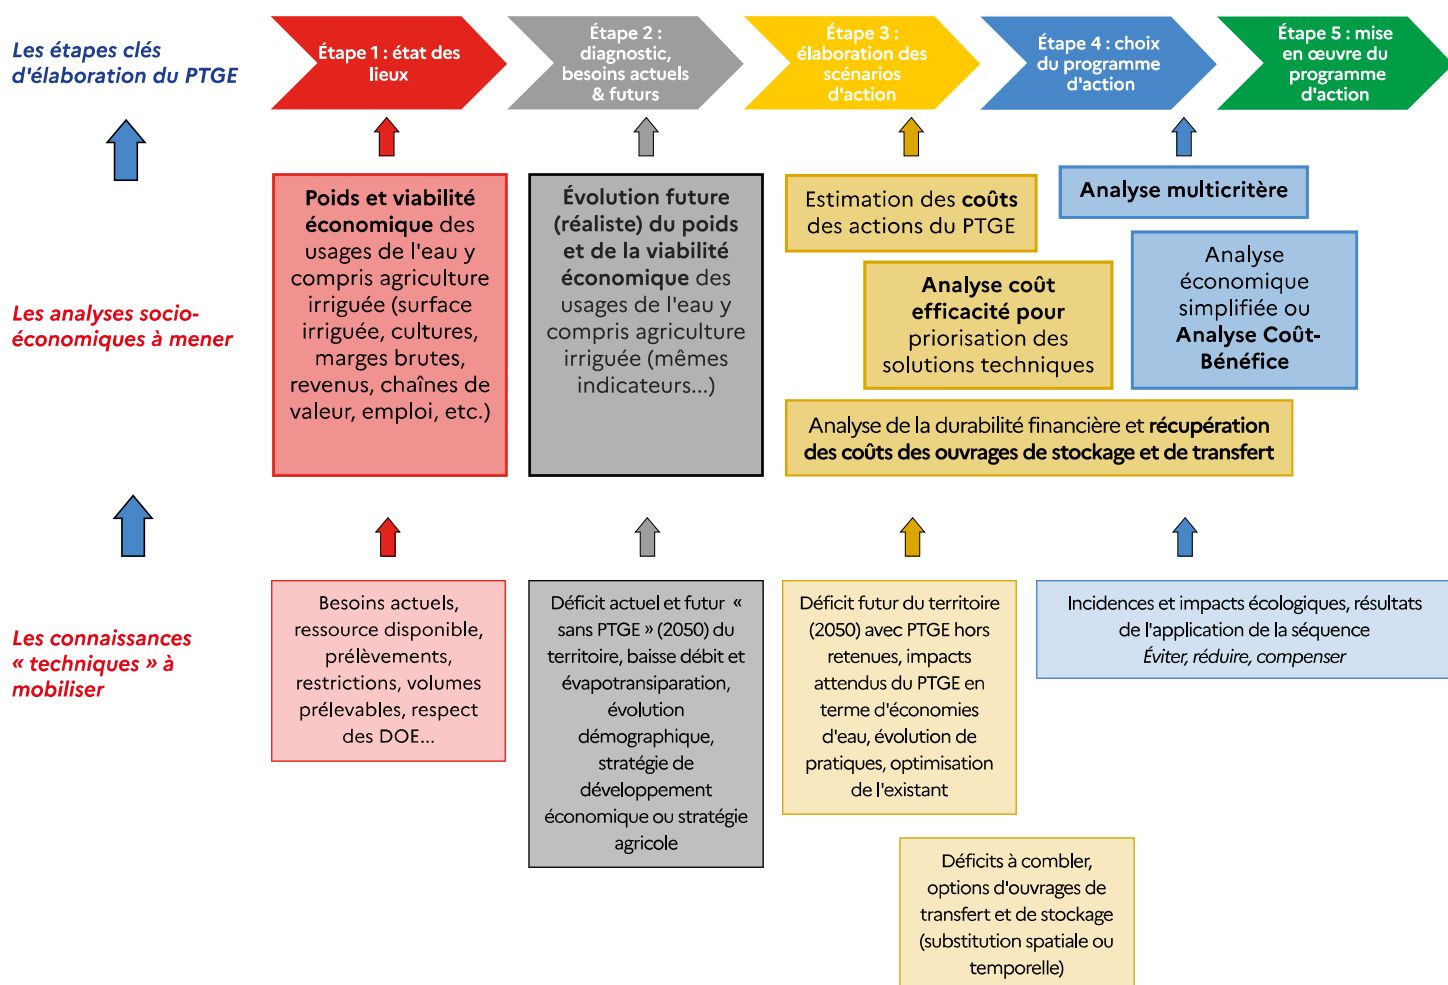 Les étapes clés
d'élaboration du PTGE
Étape 1 : état des
lieux
Étape 2 :
diagnostic,
besoins actuels
& futurs
Étape 3 :
élaboration des
scénarios
d'action
Étape 4 : choix
du programme
d'action
Étape 5 : mise
en œuvre du
programme
d'action
Les analyses socio-
économiques à mener
Poids et viabilité
économique des
usages de l'eau y
compris agriculture
irriguée (surface
irriguée, cultures,
marges brutes,
revenus, chaînes de
valeur, emploi, etc.)
Évolution future
(réaliste) du poids
et de la viabilité
économique des
usages de l'eau y
compris agriculture
irriguée (mêmes
indicateurs...)
Estimation des coûts
des actions du PTGE
Analyse coût
efficacité pour
priorisation des
solutions techniques
Analyse multicritère
Analyse
économique
simplifiée ou
Analyse Coût-
Bénéfice
Analyse de la durabilité financière et récupération
des coûts des ouvrages de stockage et de transfert
Les connaissances
« techniques » à
mobiliser
Besoins actuels,
ressource disponible,
prélèvements,
restrictions, volumes
prélevables, respect
des DOE...
Déficit actuel et futur «
sans PTGE » (2050) du
territoire, baisse débit et
évapotransiparation,
évolution
démographique,
stratégie de
développement
économique ou stratégie
agricole
Déficit futur du territoire
(2050) avec PTGE hors
retenues, impacts
attendus du PTGE en
terme d'économies
d'eau, évolution de
pratiques, optimisation
de l'existant
Incidences et impacts écologiques, résultats
de l'application de la séquence
Éviter, réduire, compenser
Déficits à combler,
options d'ouvrages de
transfert et de stockage
(substitution spatiale ou
temporelle)